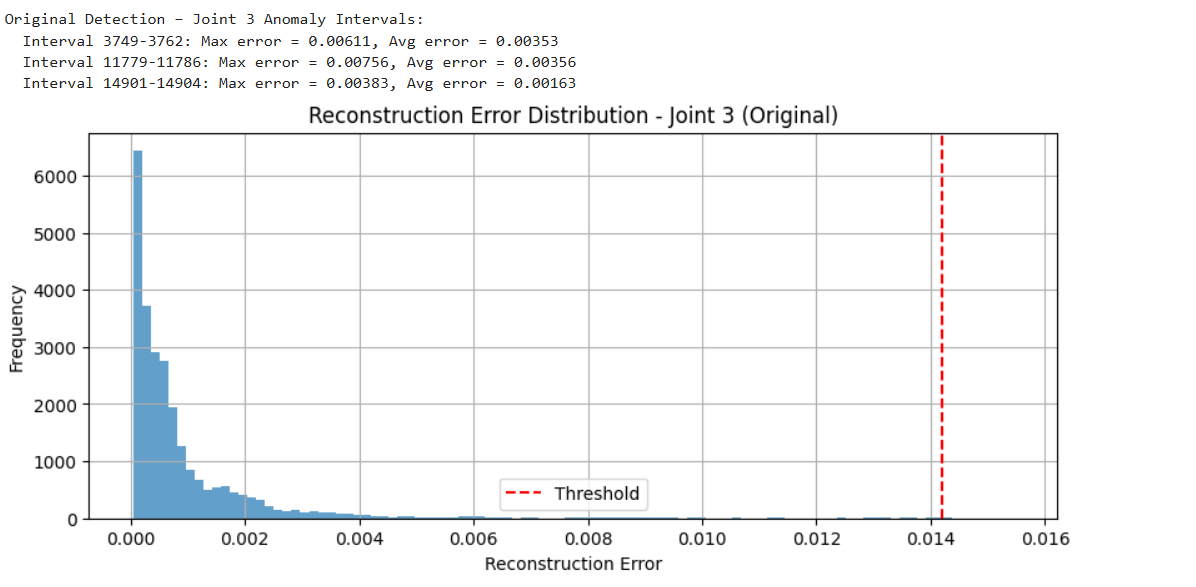 Original Detection – Joint 3 Anomaly Intervals:
Interval 3749-3762: Max error = 0.00611, Avg error = 0.00353
Interval 11779-11786: Max error = 0.00756, Avg error = 0.00356
Interval 14901-14904: Max error = 0.00383, Avg error = 0.00163
Reconstruction Error Distribution - Joint 3 (Original)
6000
5000
4000
3000
2000
1000
0
Frequency
Threshold
0.000 0.002 0.004 0.006 0.008 0.010 0.012 0.014 0.016
Reconstruction Error